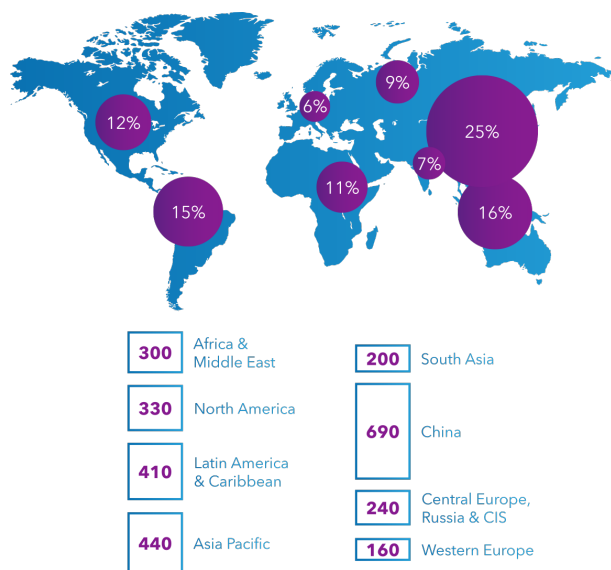 9%
6%
12%
25%
7%
11%
15%
16%
300
Africa &
Middle East
330
North America
410
Latin America
& Caribbean
440
Asia Pacific
200
South Asia
690
China
240
Central Europe,
Russia & CIS
160
Western Europe